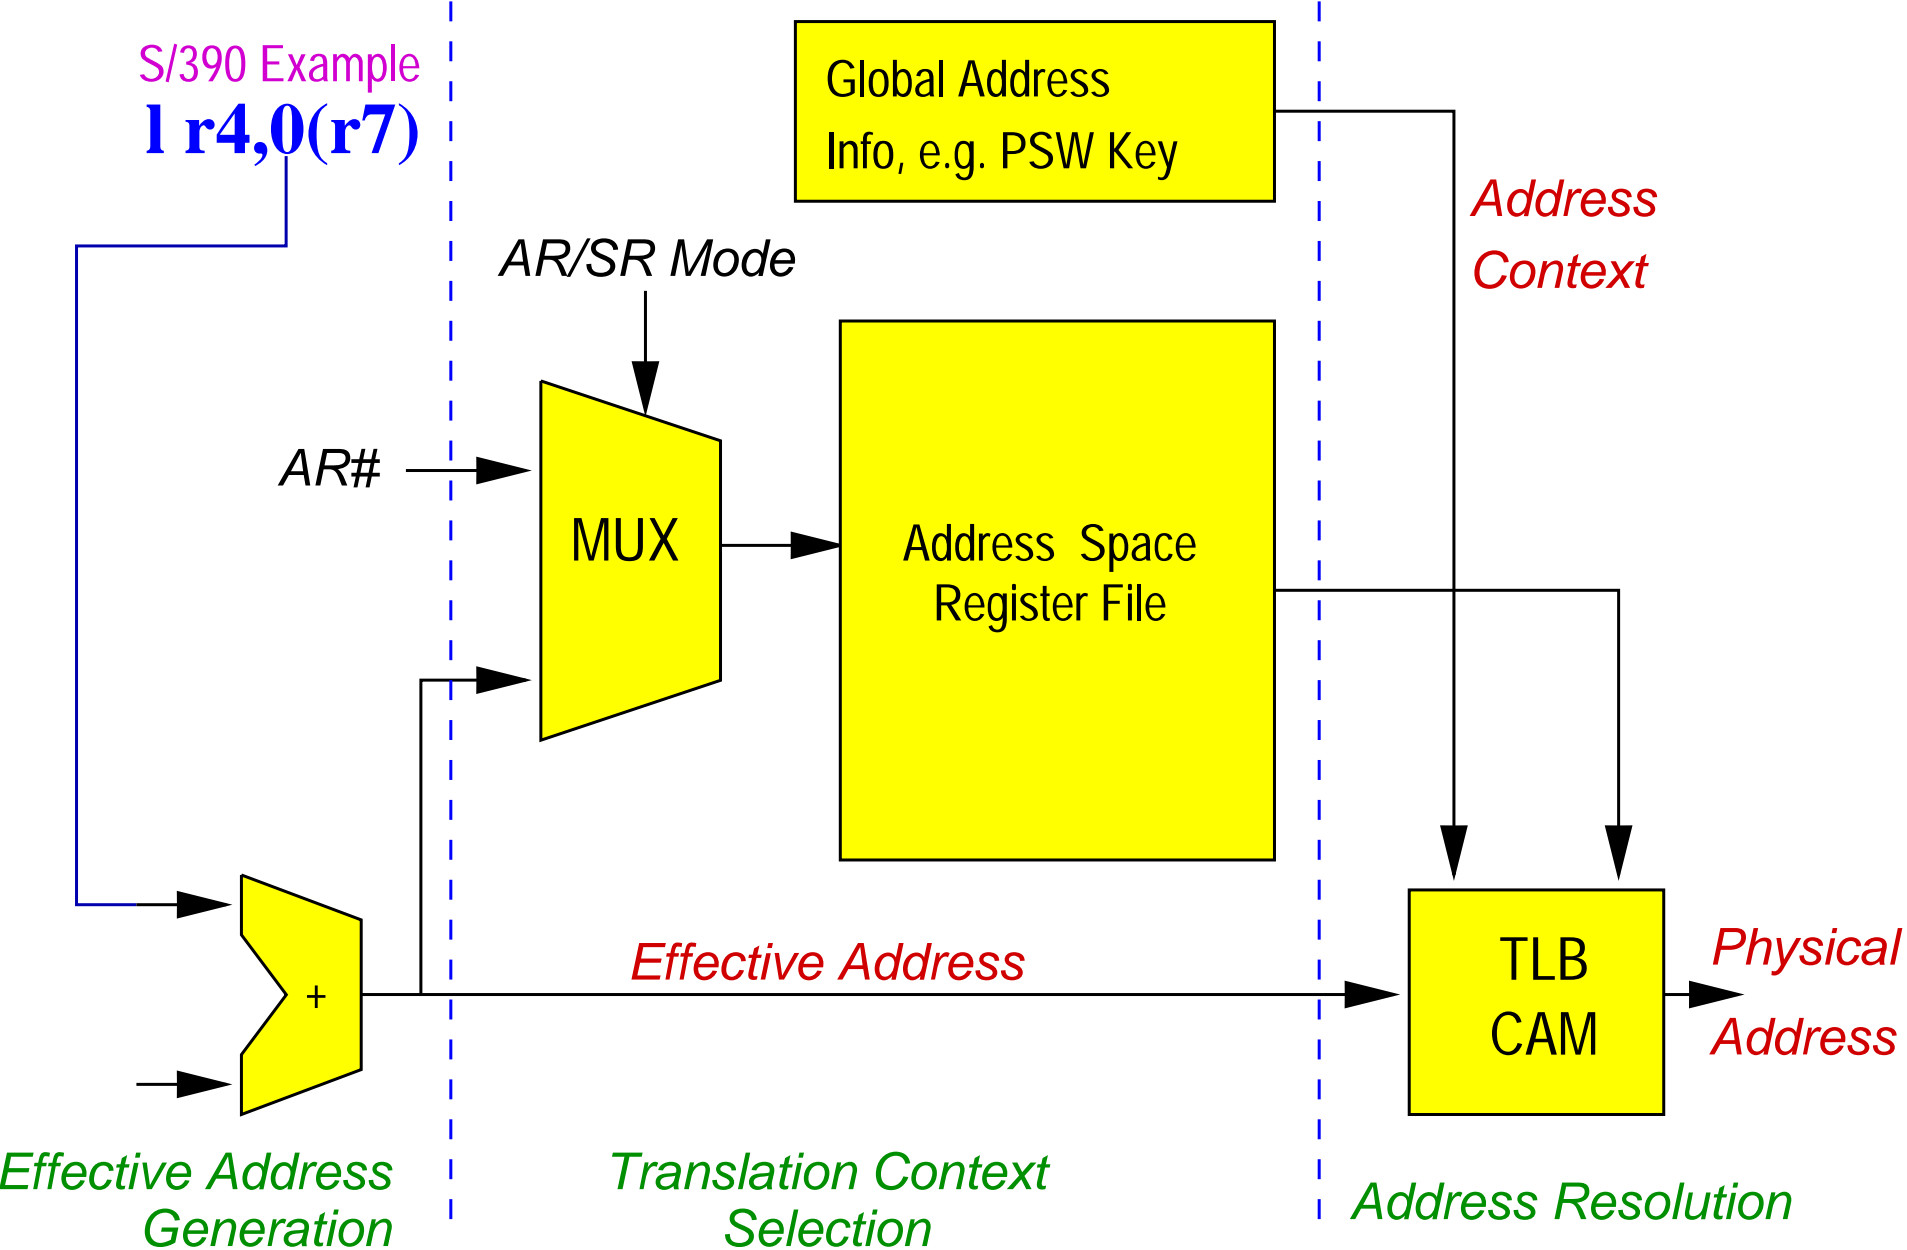 S/390 Example
l r4,0(r7)
Global Address
Info, e.g. PSW Key
Address
Context
AR/SR Mode
AR#
MUX
Address Space
Register File
Effective Address
+
TLB
CAM
Physical
Address
Effective Address
Generation
Translation Context
Selection
Address Resolution